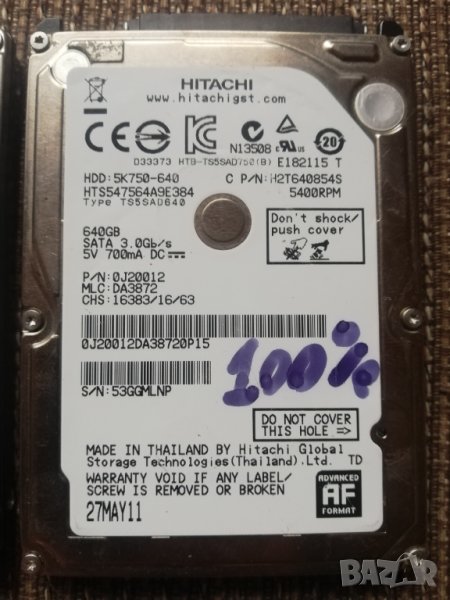 HITACHI
www.hitachigst.com
N13508
E182115 T
D33373 HTB-TS5SAD750(B)
HDD:5K750-640 C P/N:H2T640854S
HTS547564A9E384 5400RPM
Type TS5SAD640
Don't shock/
push cover
640GB
SATA 3.0Gb/s
5V 700mA DC
P/N:0J20012
MLC:DA3872
CHS:16383/16/63
0J20012DA38720P15
100%
S/N:53GGMLNP
DO NOT COVER
THIS HOLE =>
MADE IN THAILAND BY Hitachi Global
Storage Technologies(Thailand).Ltd. TD
WARRANTY VOID IF ANY LABEL/
SCREW IS REMOVED OR BROKEN
27MAY11
ADVANCED
AF
FORMAT
BAZAR